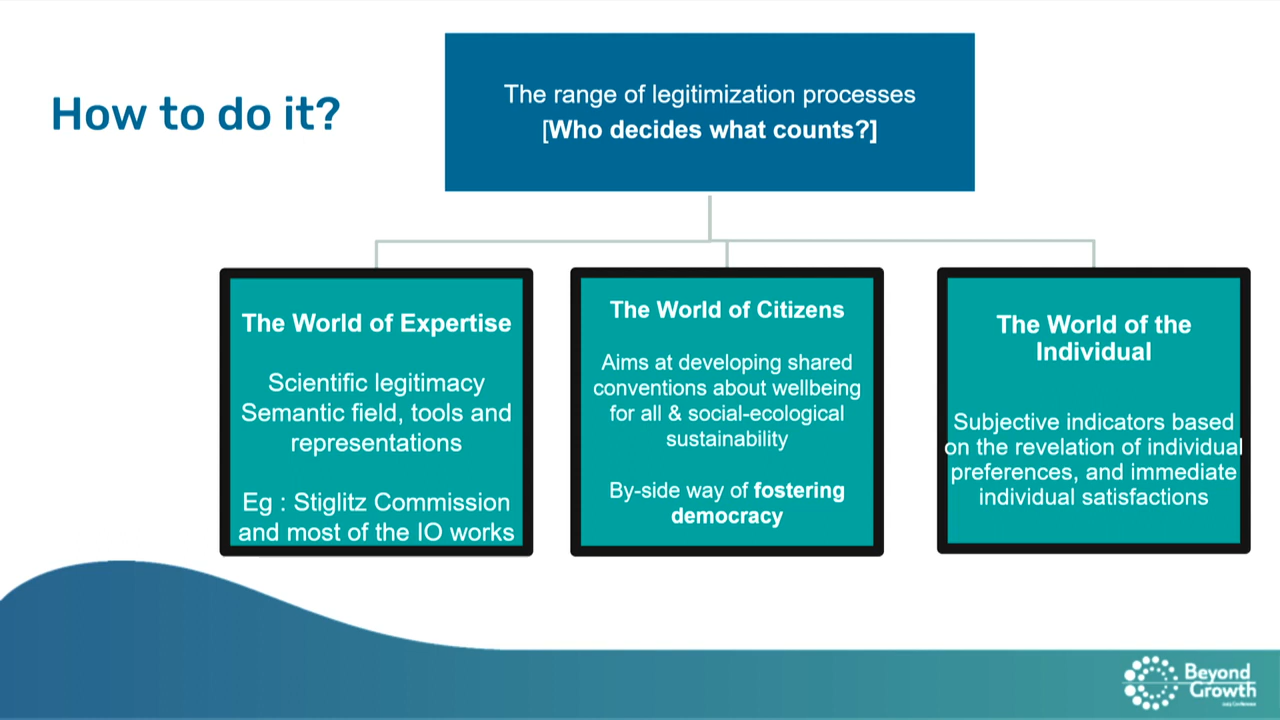 How to do it?
The range of legitimization processes
[Who decides what counts?]
The World of Expertise
Scientific legitimacy
Semantic field, tools and
representations
Eg : Stiglitz Commission
and most of the IO works
The World of Citizens
Aims at developing shared
conventions about wellbeing
for all & social-ecological
sustainability
By-side way of fostering
democracy
The World of the
Individual
Subjective indicators based
on the revelation of individual
preferences, and immediate
individual satisfactions
Beyond
Growth